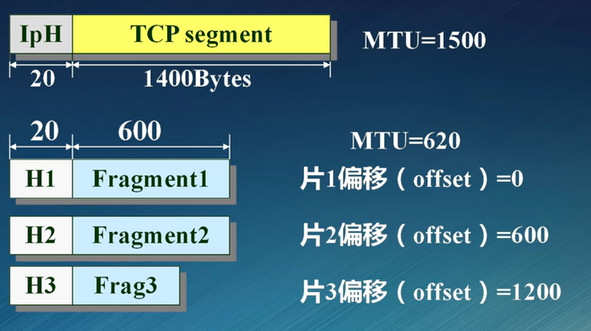 IpH TCP segment MTU=1500
20 1400Bytes
20 600 MTU=620
H1 Fragment1 片1偏移（offset）=0
H2 Fragment2 片2偏移（offset）=600
H3 Frag3 片3偏移（offset）=1200